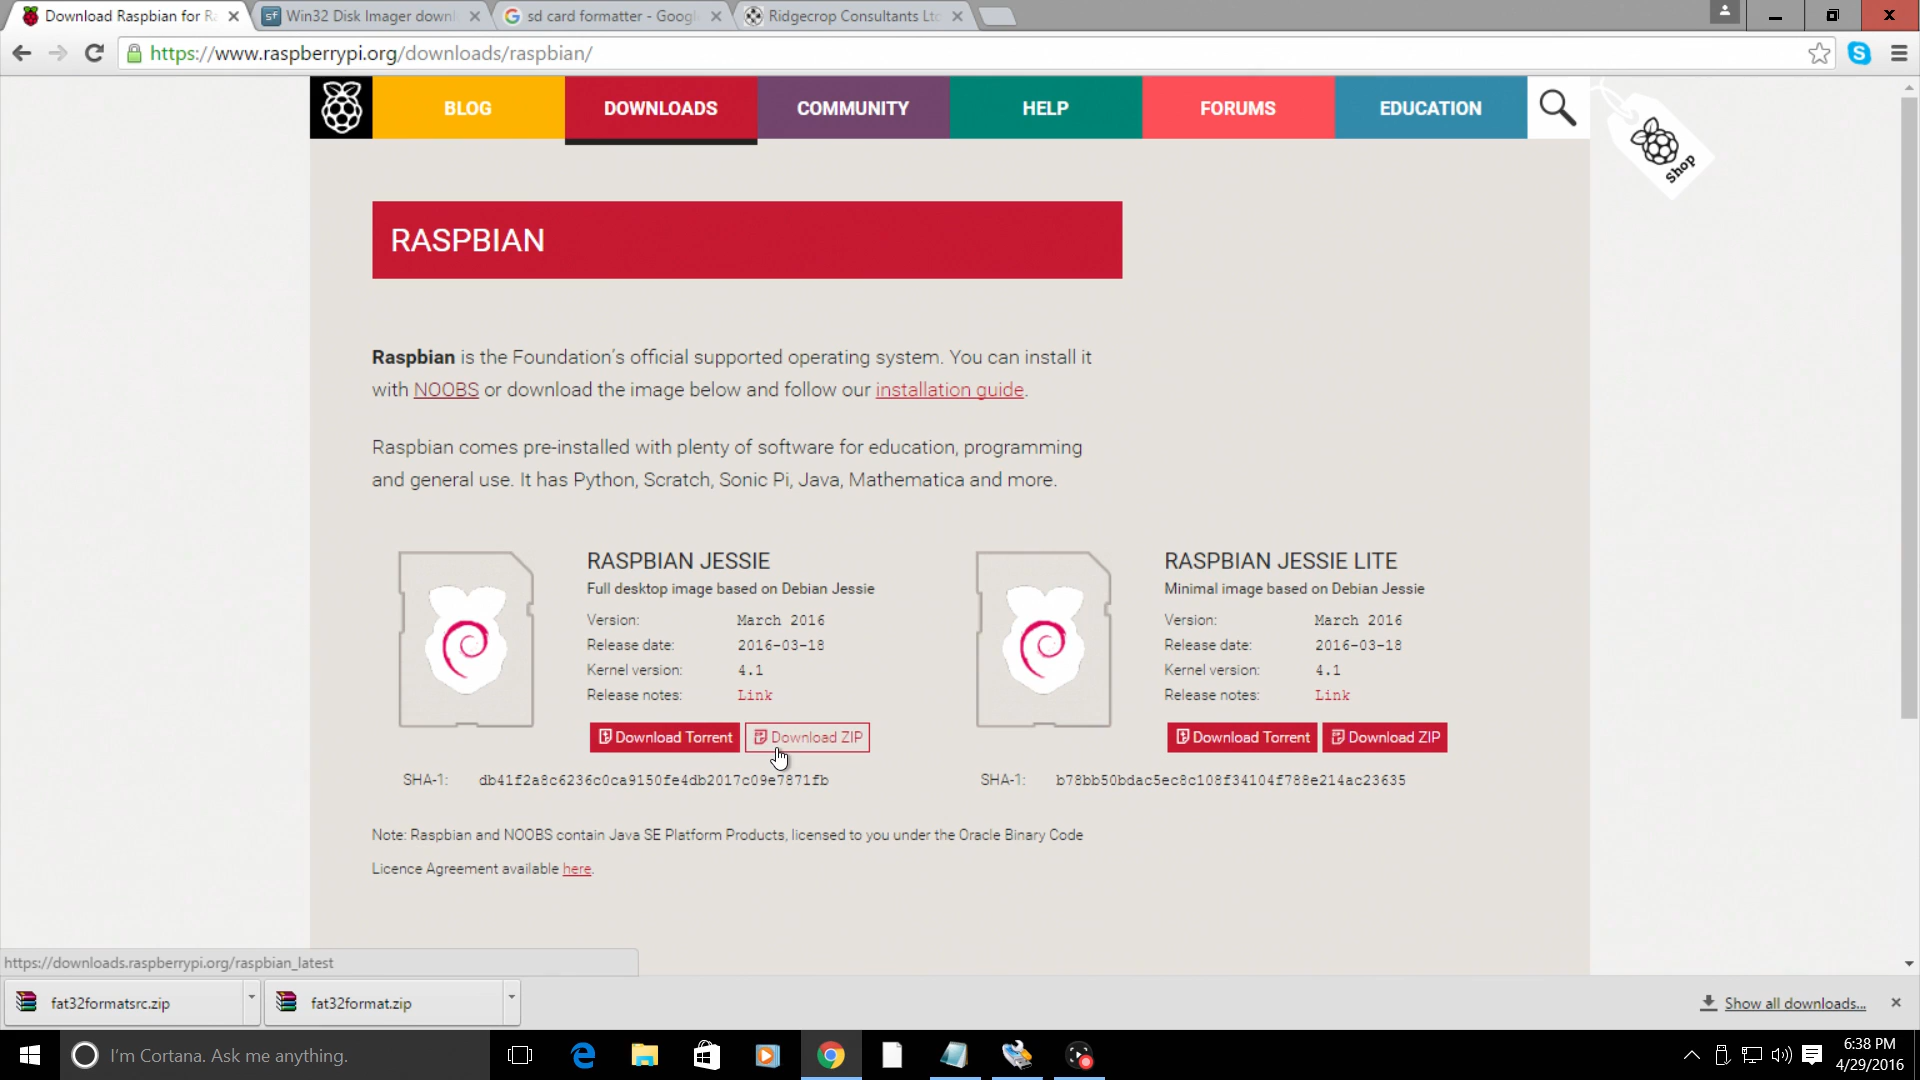 Download Raspbian for Ra
Win32 Disk Imager downl
sd card formatter - Googl
Ridgecrop Consultants Ltd
https://www.raspberrypi.org/downloads/raspbian/
BLOG
DOWNLOADS
COMMUNITY
HELP
FORUMS
EDUCATION
Shop
RASPBIAN
Raspbian is the Foundation's official supported operating system. You can install it
with NOOBS or download the image below and follow our installation guide.
Raspbian comes pre-installed with plenty of software for education, programming
and general use. It has Python, Scratch, Sonic Pi, Java, Mathematica and more.
RASPBIAN JESSIE
Full desktop image based on Debian Jessie
Version: March 2016
Release date: 2016-03-18
Kernel version: 4.1
Release notes: Link
Download Torrent Download ZIP
SHA-1: db41f2a8c6236c0ca9150fe4db2017c09e7871fb
RASPBIAN JESSIE LITE
Minimal image based on Debian Jessie
Version: March 2016
Release date: 2016-03-18
Kernel version: 4.1
Release notes: Link
Download Torrent Download ZIP
SHA-1: b78bb50bdac5ec8c108f34104f788e214ac23635
Note: Raspbian and NOOBS contain Java SE Platform Products, licensed to you under the Oracle Binary Code
Licence Agreement available here.
https://downloads.raspberrypi.org/raspbian_latest
fat32formatsrc.zip
fat32format.zip
Show all downloads...
I'm Cortana. Ask me anything.
6:38 PM
4/29/2016